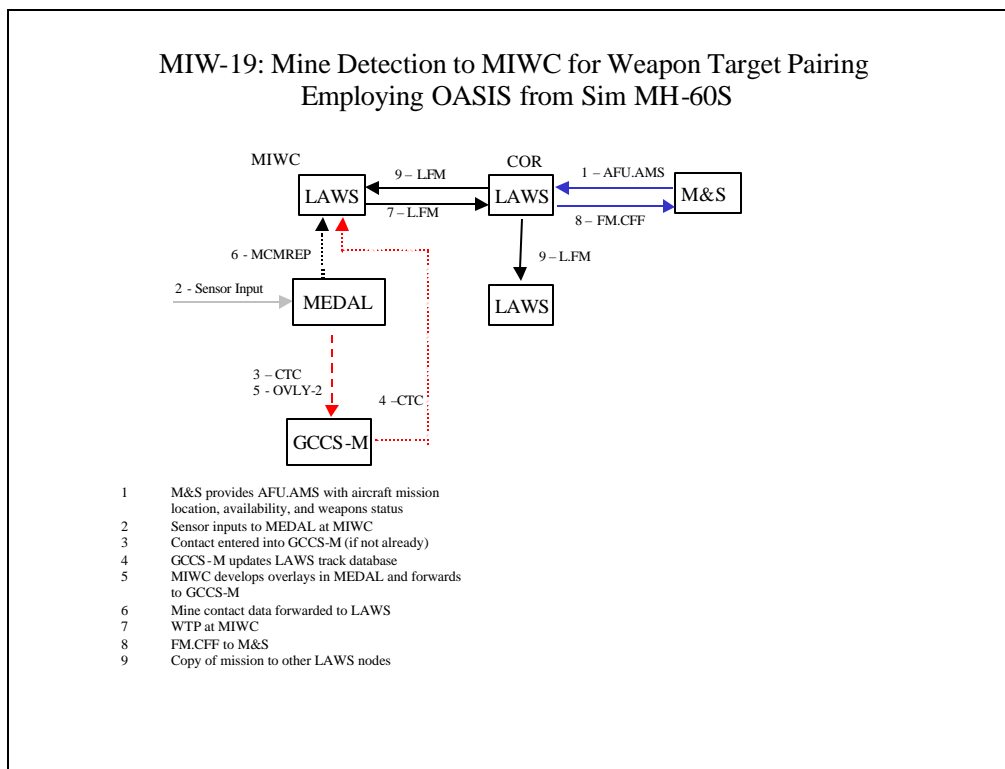 MIW-19: Mine Detection to MIWC for Weapon Target Pairing
Employing OASIS from Sim MH-60S
MIWC
COR
9 – L.FM
1 – AFU.AMS
LAWS
LAWS
M&S
7 – L.FM
8 – FM.CFF
6 - MCMREP
9 – L.FM
2 - Sensor Input
MEDAL
LAWS
3 – CTC
5 - OVLY-2
4 –CTC
GCCS-M
1 M&S provides AFU.AMS with aircraft mission
location, availability, and weapons status
2 Sensor inputs to MEDAL at MIWC
3 Contact entered into GCCS-M (if not already)
4 GCCS-M updates LAWS track database
5 MIWC develops overlays in MEDAL and forwards
to GCCS-M
6 Mine contact data forwarded to LAWS
7 WTP at MIWC
8 FM.CFF to M&S
9 Copy of mission to other LAWS nodes